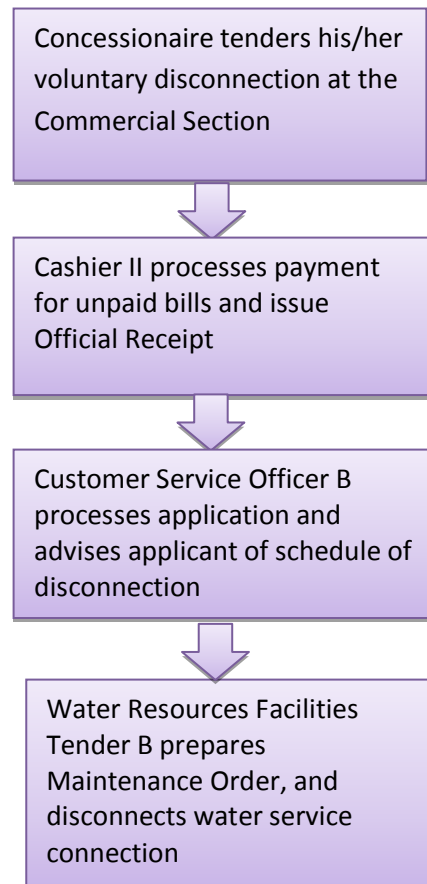 Concessionaire tenders his/her
voluntary disconnection at the
Commercial Section
Cashier II processes payment
for unpaid bills and issue
Official Receipt
Customer Service Officer B
processes application and
advises applicant of schedule of
disconnection
Water Resources Facilities
Tender B prepares
Maintenance Order, and
disconnects water service
connection